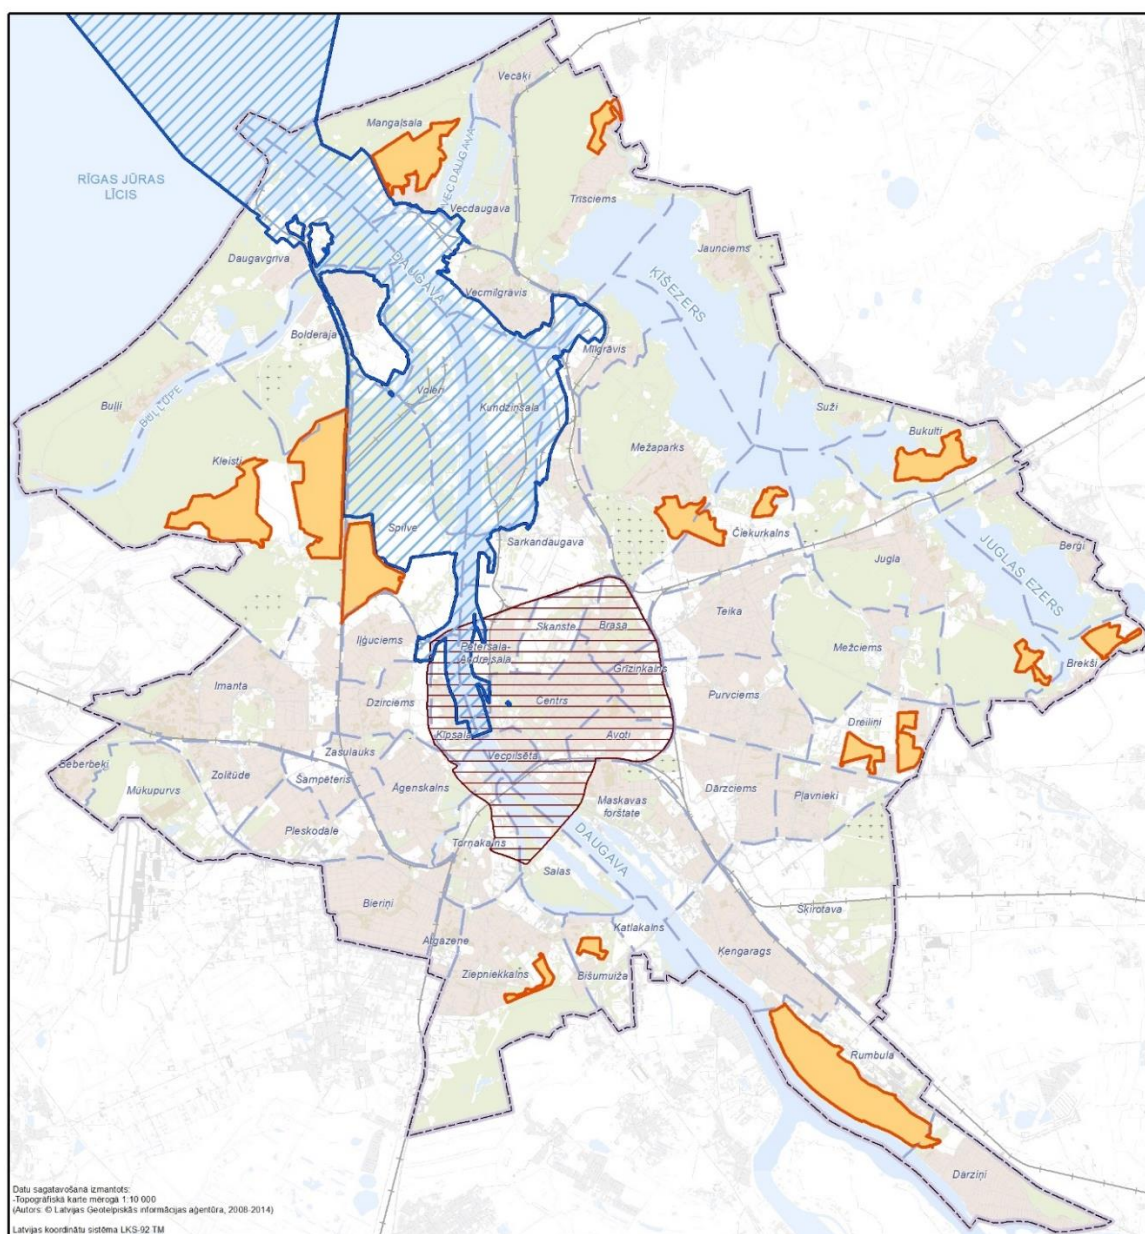 Vecāķi
Mangaļsala
VECDAUGAVA
RĪGAS JŪRAS
LĪCIS
Trīsciems
Vecdaugava
Jaunciems
Daugavgrīva
DAUGAVA
ĶĪŠEZERS
Vecmīlgrāvis
Bolderāja
Mīlgrāvis
Voleri
Buļļi
BUĻĻUPE
Kundziņsala
Suži
Bukulti
Mežaparks
Kleisti
Spilve
Sarkandaugava
Čiekurkalns
JUGLAS EZERS
Berģi
Jugla
Teika
Skanste
Brasa
Iļģuciems
Pētersala-
Andrejsala
Mežciems
Brekši
Grīziņkalns
Imanta
Dzirciems
Centrs
Purvciems
Dreiliņi
Ķīpsala
Avoti
Zasulauks
Vecpilsēta
Beberbeķi
Zolitūde
Šampēteris
Āgenskalns
Mūkupurvs
Dārzciems
Pļavnieki
Maskavas
forštate
Pleskodāle
Torņakalns
DAUGAVA
Salas
Bieriņi
Šķirotava
Katlakalns
Atgāzene
Ķengarags
Ziepniekkalns
Bišumuiža
Rumbula
Dārziņi
Datu sagatavošanā izmantots:
-Topogrāfiskā karte mērogā 1:10 000
(Autors: © Latvijas Ģeotelpiskās informācijas aģentūra, 2008-2014)
Latvijas koordinātu sistēma LKS-92 TM